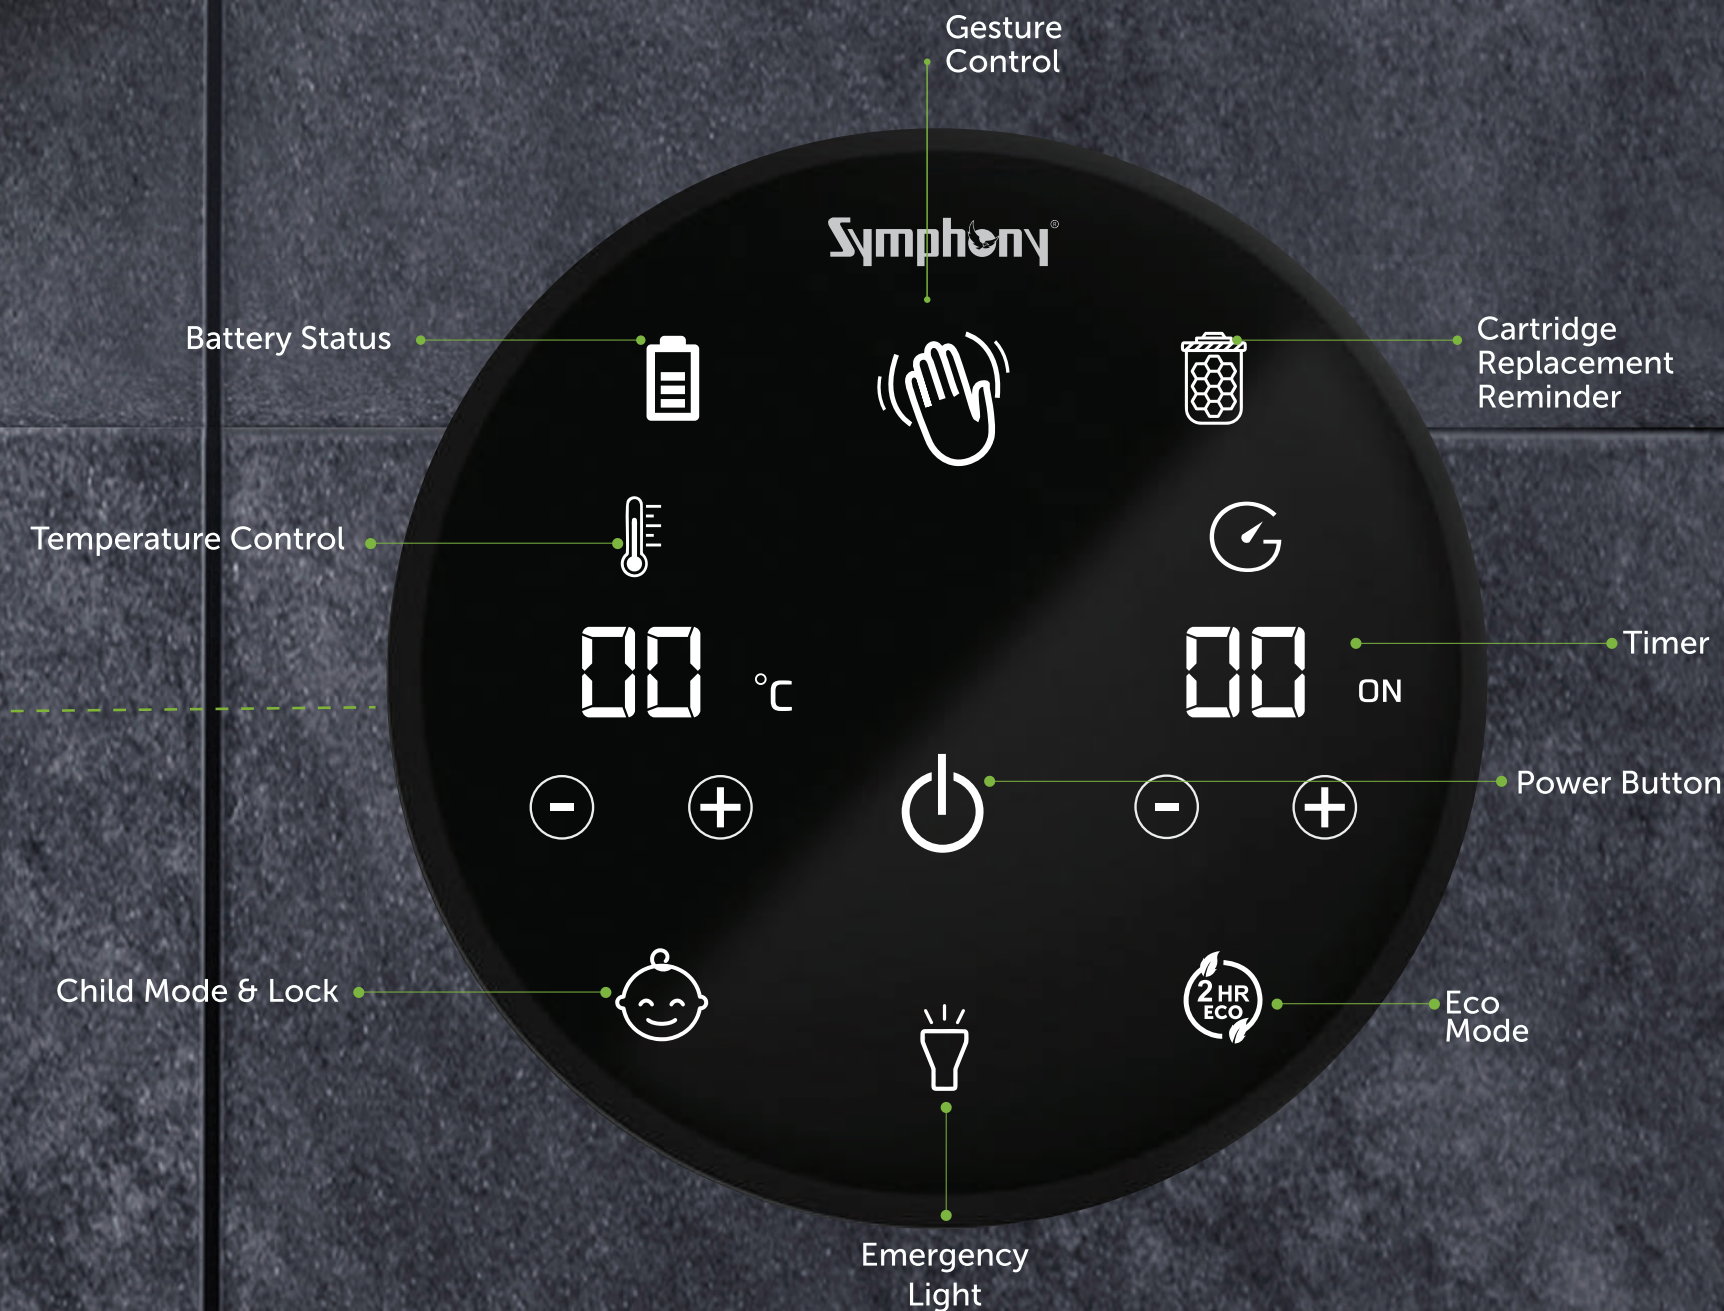 Gesture
Control
Symphony®
Battery Status
Cartridge
Replacement
Reminder
Temperature Control
00 °C
00 ON
Timer
- +
- +
Power Button
Child Mode & Lock
2 HR
ECO
Eco
Mode
Emergency
Light